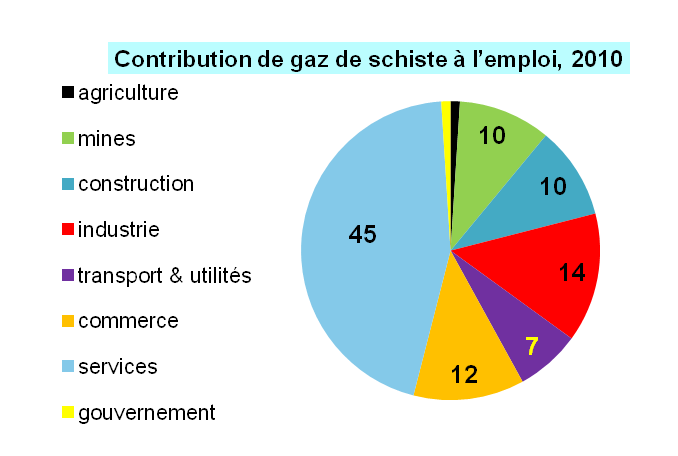 Contribution de gaz de schiste à l'emploi, 2010
agriculture
mines
construction
industrie
transport & utilités
commerce
services
gouvernement
10
10
14
7
12
45